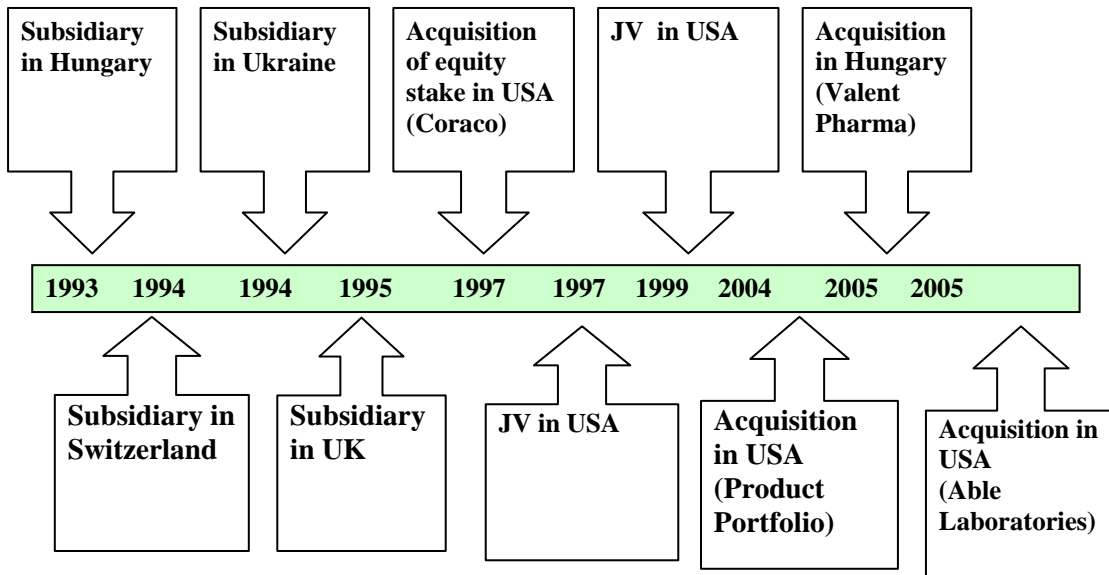 Subsidiary
in Hungary
Subsidiary
in Ukraine
Acquisition
of equity
stake in USA
(Coraco)
JV in USA
Acquisition
in Hungary
(Valent
Pharma)
1993 1994 1994 1995 1997 1997 1999 2004 2005 2005
Subsidiary in
Switzerland
Subsidiary
in UK
JV in USA
Acquisition
in USA
(Product
Portfolio)
Acquisition in
USA
(Able
Laboratories)